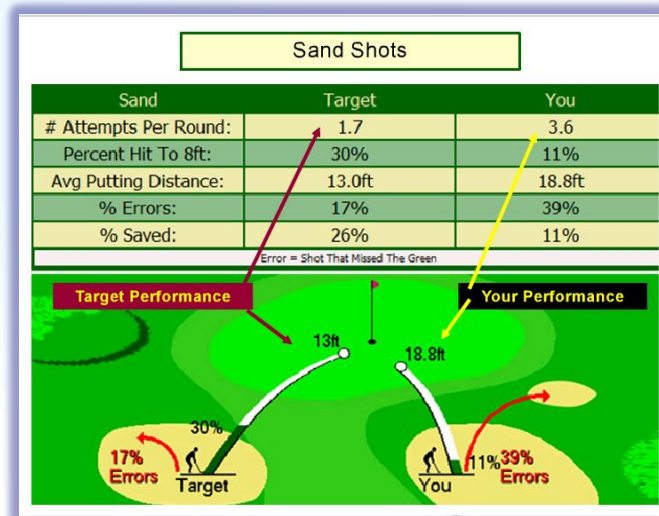 Sand Shots
Sand Target You
# Attempts Per Round: 1.7 3.6
Percent Hit To 8ft: 30% 11%
Avg Putting Distance: 13.0ft 18.8ft
% Errors: 17% 39%
% Saved: 26% 11%
Error = Shot That Missed The Green
Target Performance Your Performance
13ft 18.8ft
30%
17% Errors
Target
11% 39% Errors
You